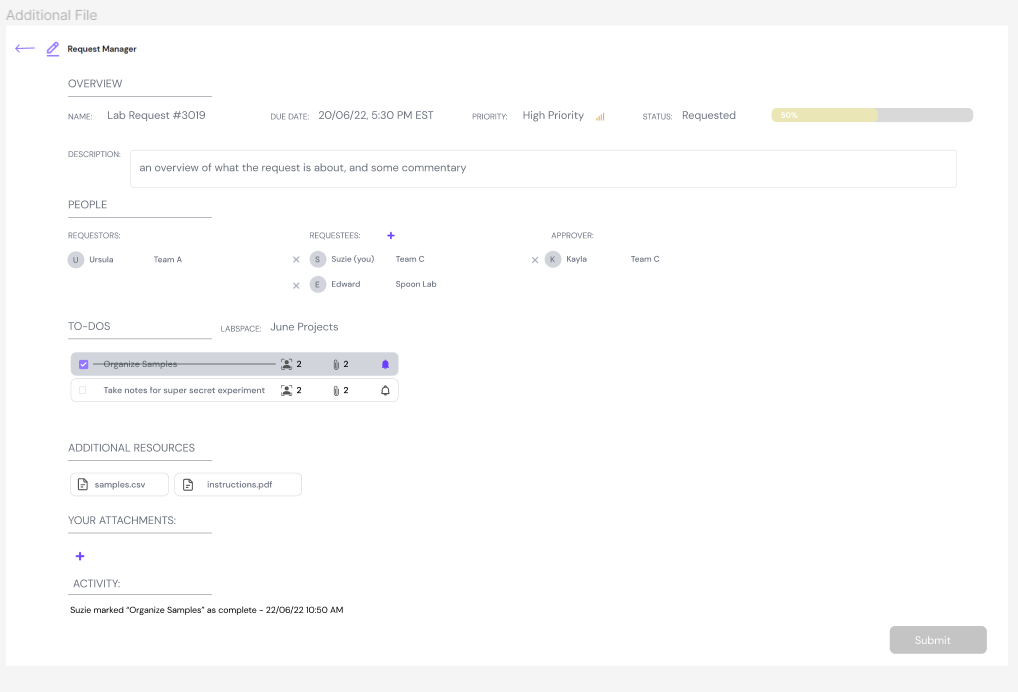 Additional File
Request Manager
OVERVIEW
NAME: Lab Request #3019 DUE DATE: 20/06/22, 5:30 PM EST PRIORITY: High Priority STATUS: Requested 50%
DESCRIPTION: an overview of what the request is about, and some commentary
PEOPLE
REQUESTORS: REQUESTEES: + APPROVER:
U Ursula Team A × S Suzie (you) Team C × K Kayla Team C
× E Edward Spoon Lab
TO-DOS LABSPACE: June Projects
Organize Samples 2 2
Take notes for super secret experiment 2 2
ADDITIONAL RESOURCES
samples.csv instructions.pdf
YOUR ATTACHMENTS:
+
ACTIVITY:
Suzie marked “Organize Samples” as complete - 22/06/22 10:50 AM
Submit